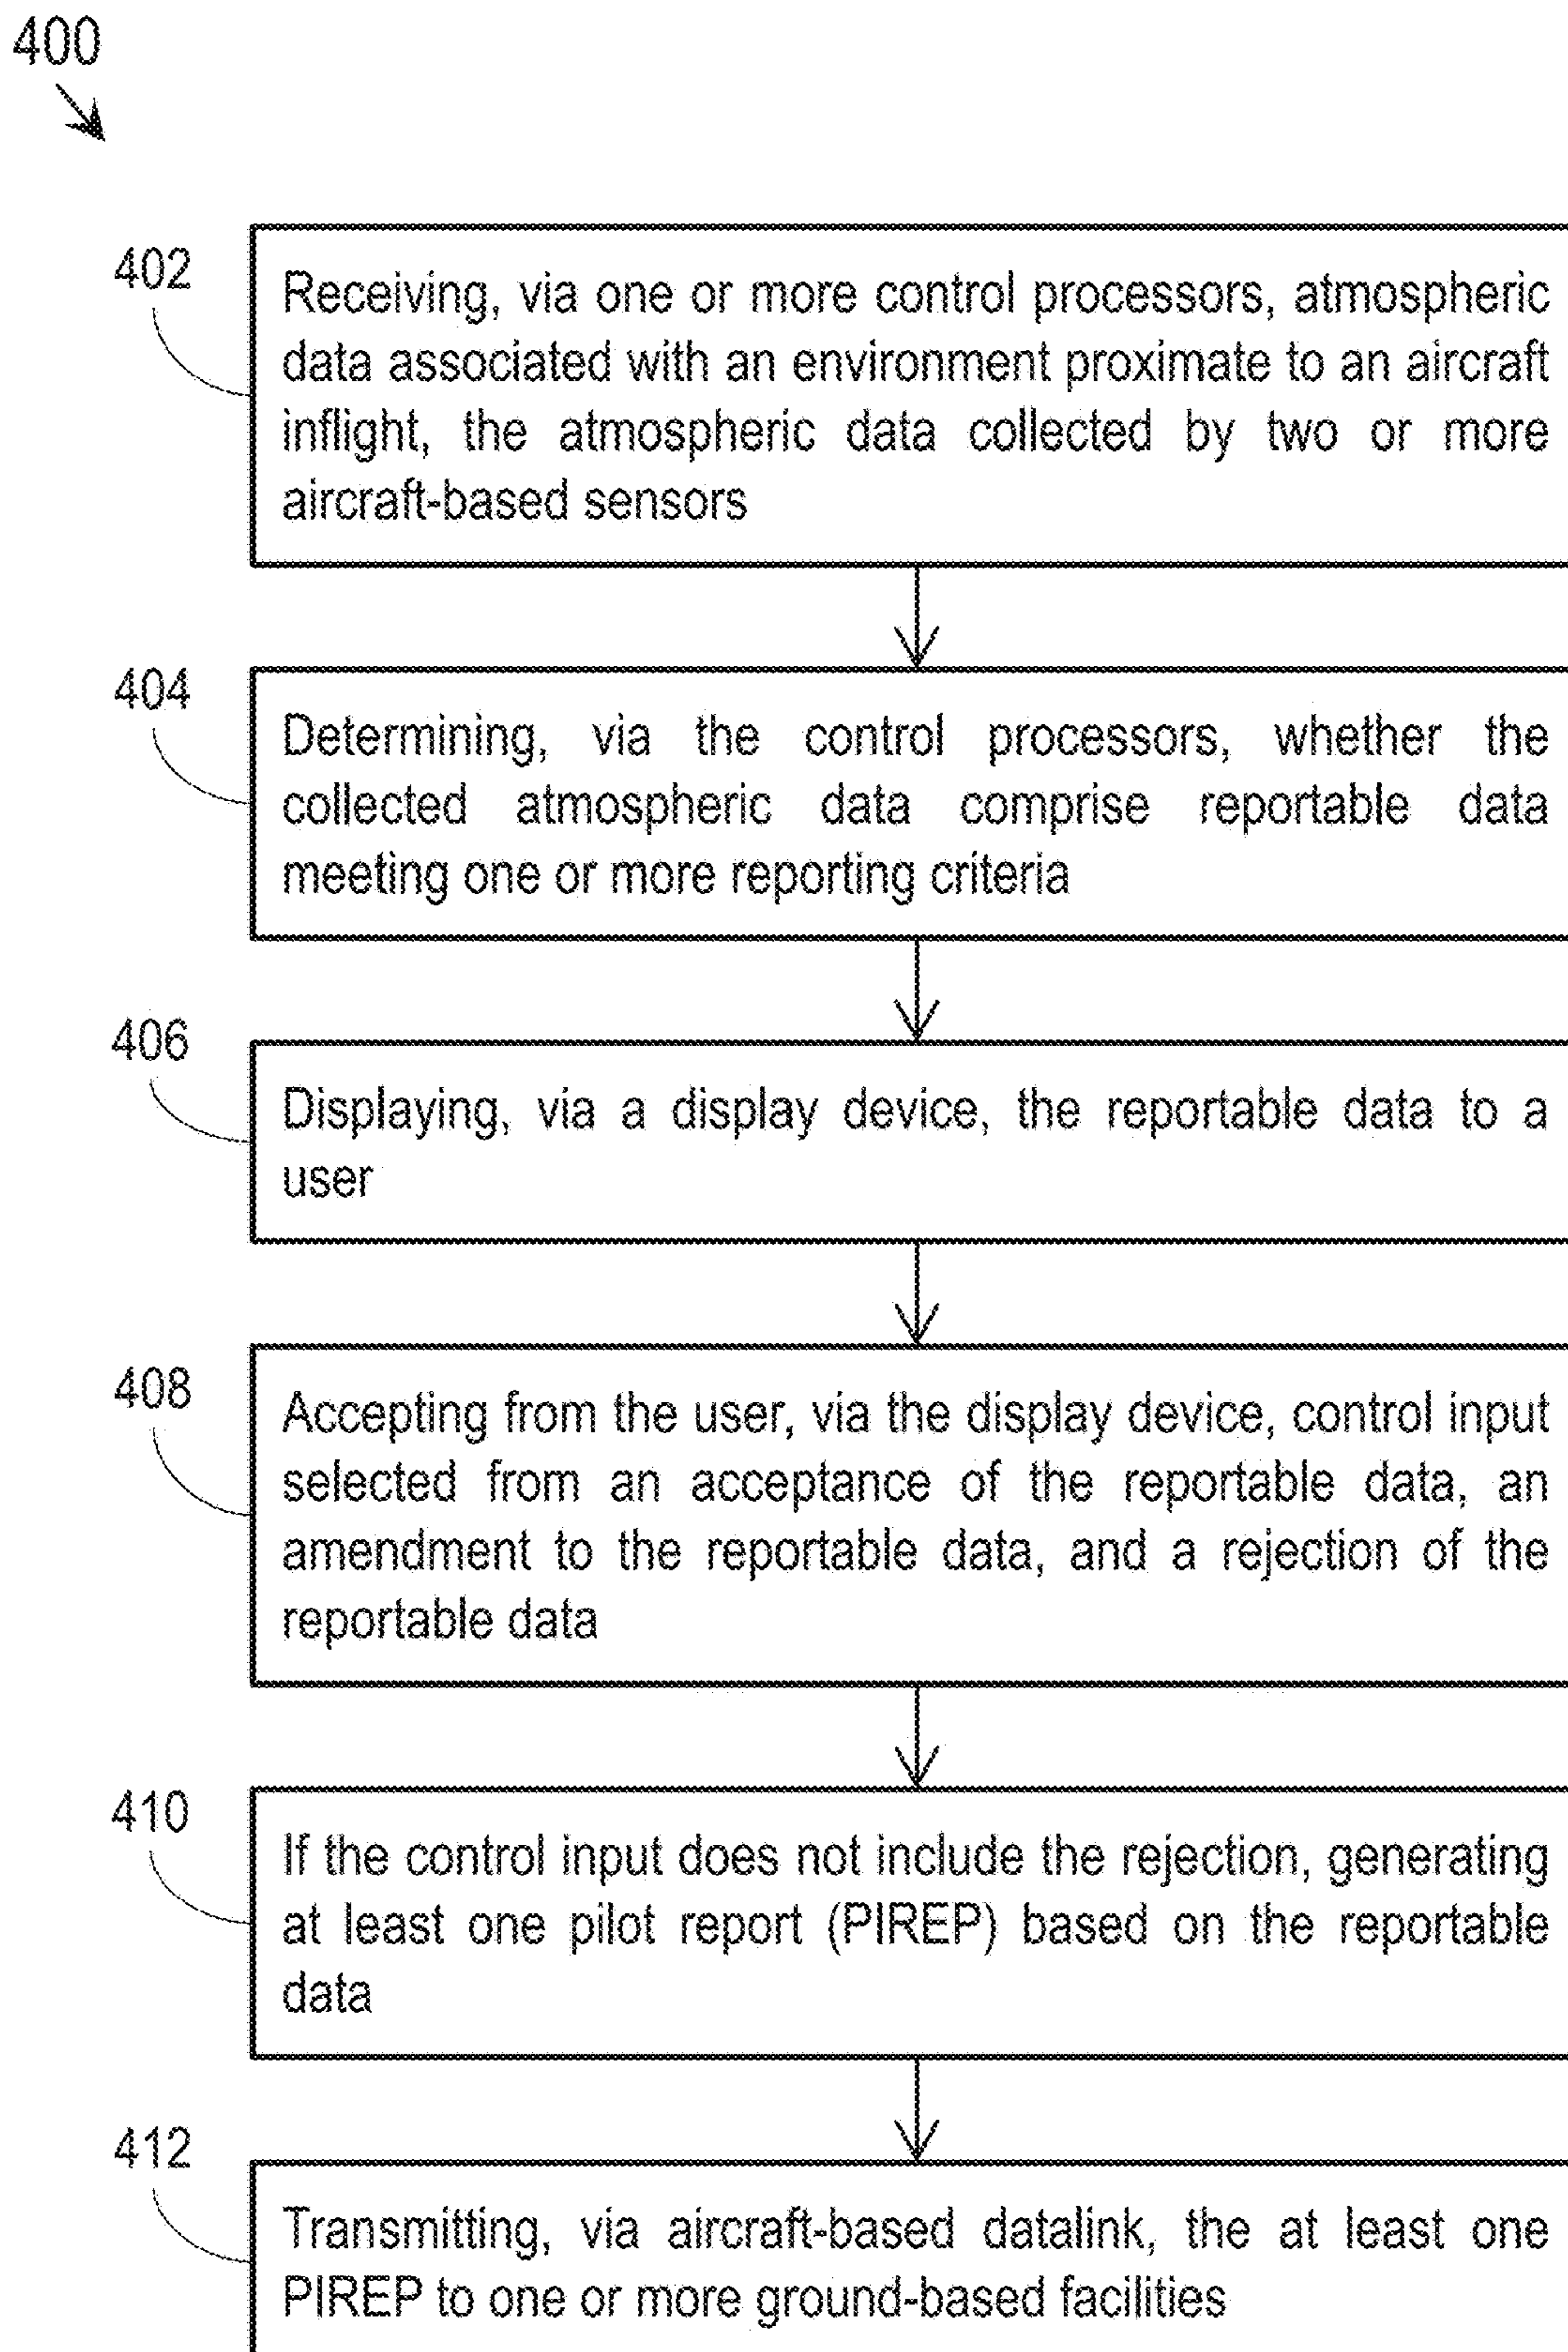 400
402
Receiving, via one or more control processors, atmospheric
data associated with an environment proximate to an aircraft
inflight, the atmospheric data collected by two or more
aircraft-based sensors
404
Determining, via the control processors, whether the
collected atmospheric data comprise reportable data
meeting one or more reporting criteria
406
Displaying, via a display device, the reportable data to a
user
408
Accepting from the user, via the display device, control input
selected from an acceptance of the reportable data, an
amendment to the reportable data, and a rejection of the
reportable data
410
If the control input does not include the rejection, generating
at least one pilot report (PIREP) based on the reportable
data
412
Transmitting, via aircraft-based datalink, the at least one
PIREP to one or more ground-based facilities